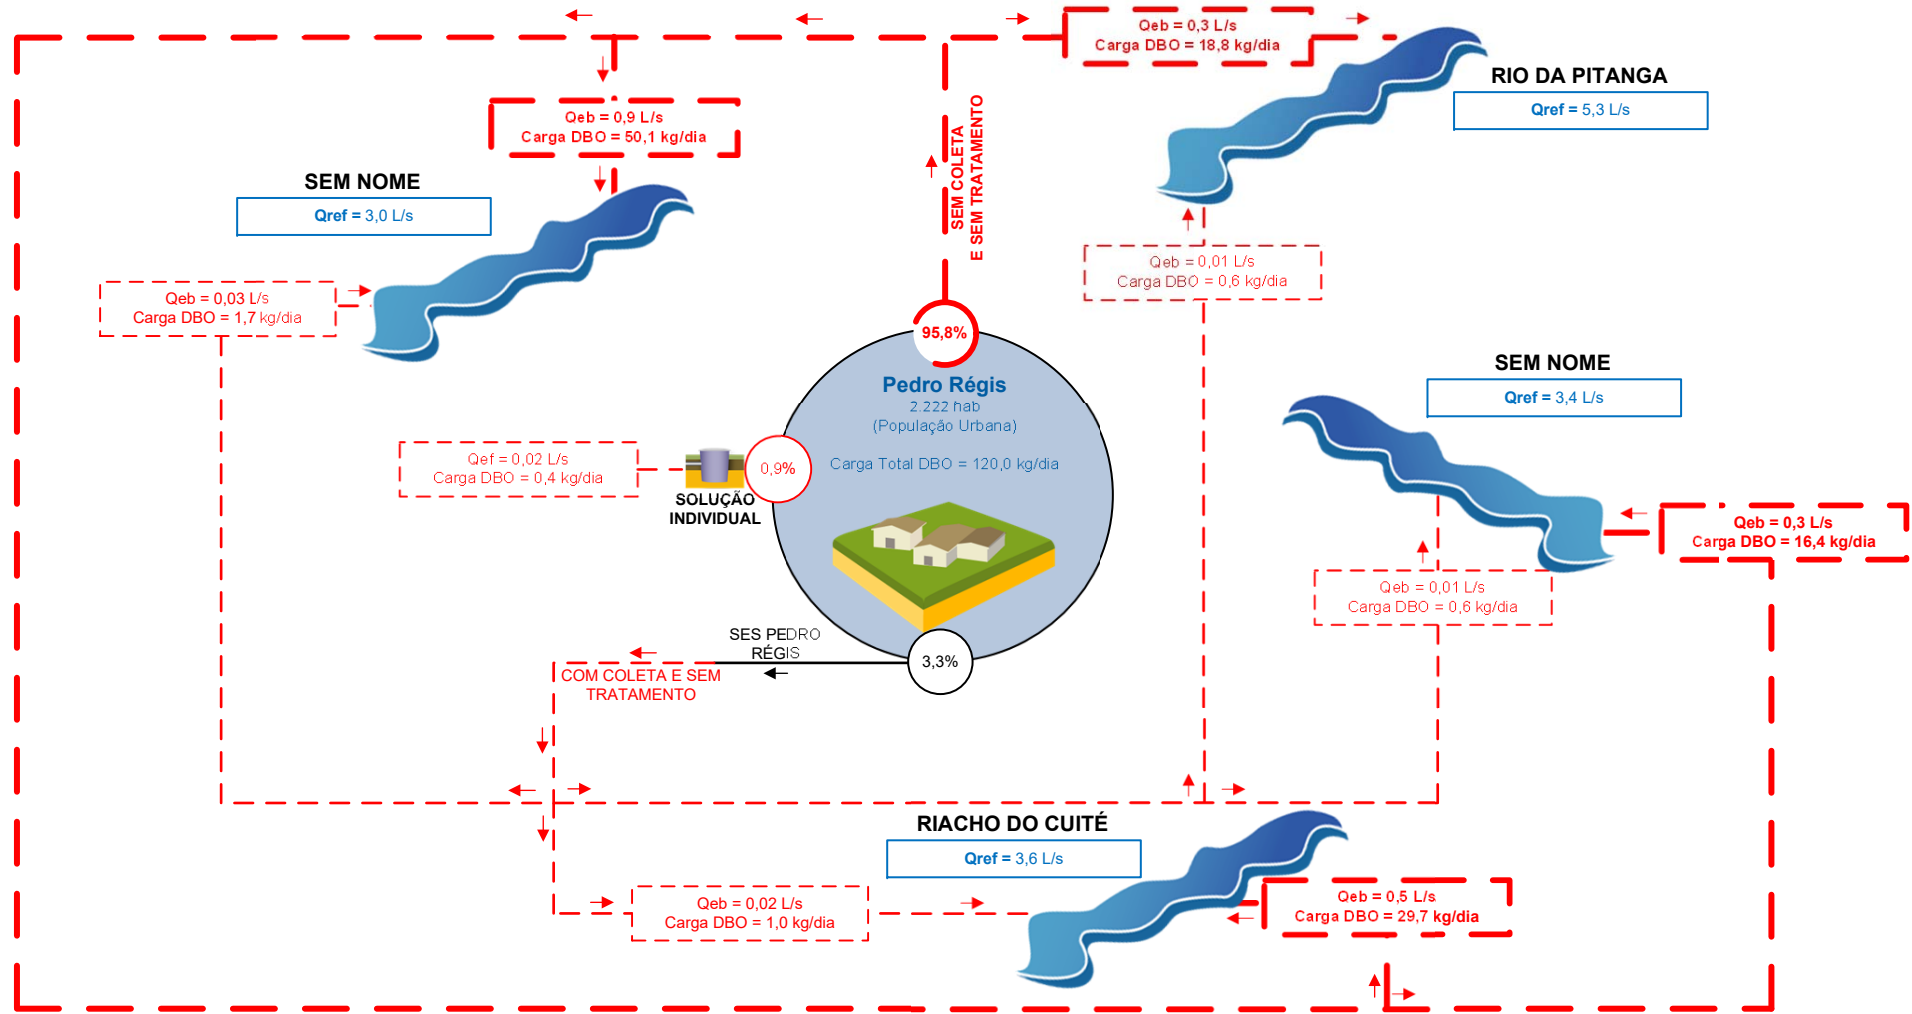 Qeb = 0,3 L/s
Carga DBO = 18,8 kg/dia
RIO DA PITANGA
Qref = 5,3 L/s
Qeb = 0,9 L/s
Carga DBO = 50,1 kg/dia
SEM COLETA
E SEM TRATAMENTO
SEM NOME
Qref = 3,0 L/s
Qeb = 0,01 L/s
Carga DBO = 0,6 kg/dia
Qeb = 0,03 L/s
Carga DBO = 1,7 kg/dia
95,8%
Pedro Régis
2.222 hab
(População Urbana)
Carga Total DBO = 120,0 kg/dia
SEM NOME
Qref = 3,4 L/s
Qef = 0,02 L/s
Carga DBO = 0,4 kg/dia
0,9%
SOLUÇÃO
INDIVIDUAL
Qeb = 0,3 L/s
Carga DBO = 16,4 kg/dia
Qeb = 0,01 L/s
Carga DBO = 0,6 kg/dia
SES PEDRO
RÉGIS
3,3%
COM COLETA E SEM
TRATAMENTO
RIACHO DO CUITÉ
Qref = 3,6 L/s
Qeb = 0,02 L/s
Carga DBO = 1,0 kg/dia
Qeb = 0,5 L/s
Carga DBO = 29,7 kg/dia